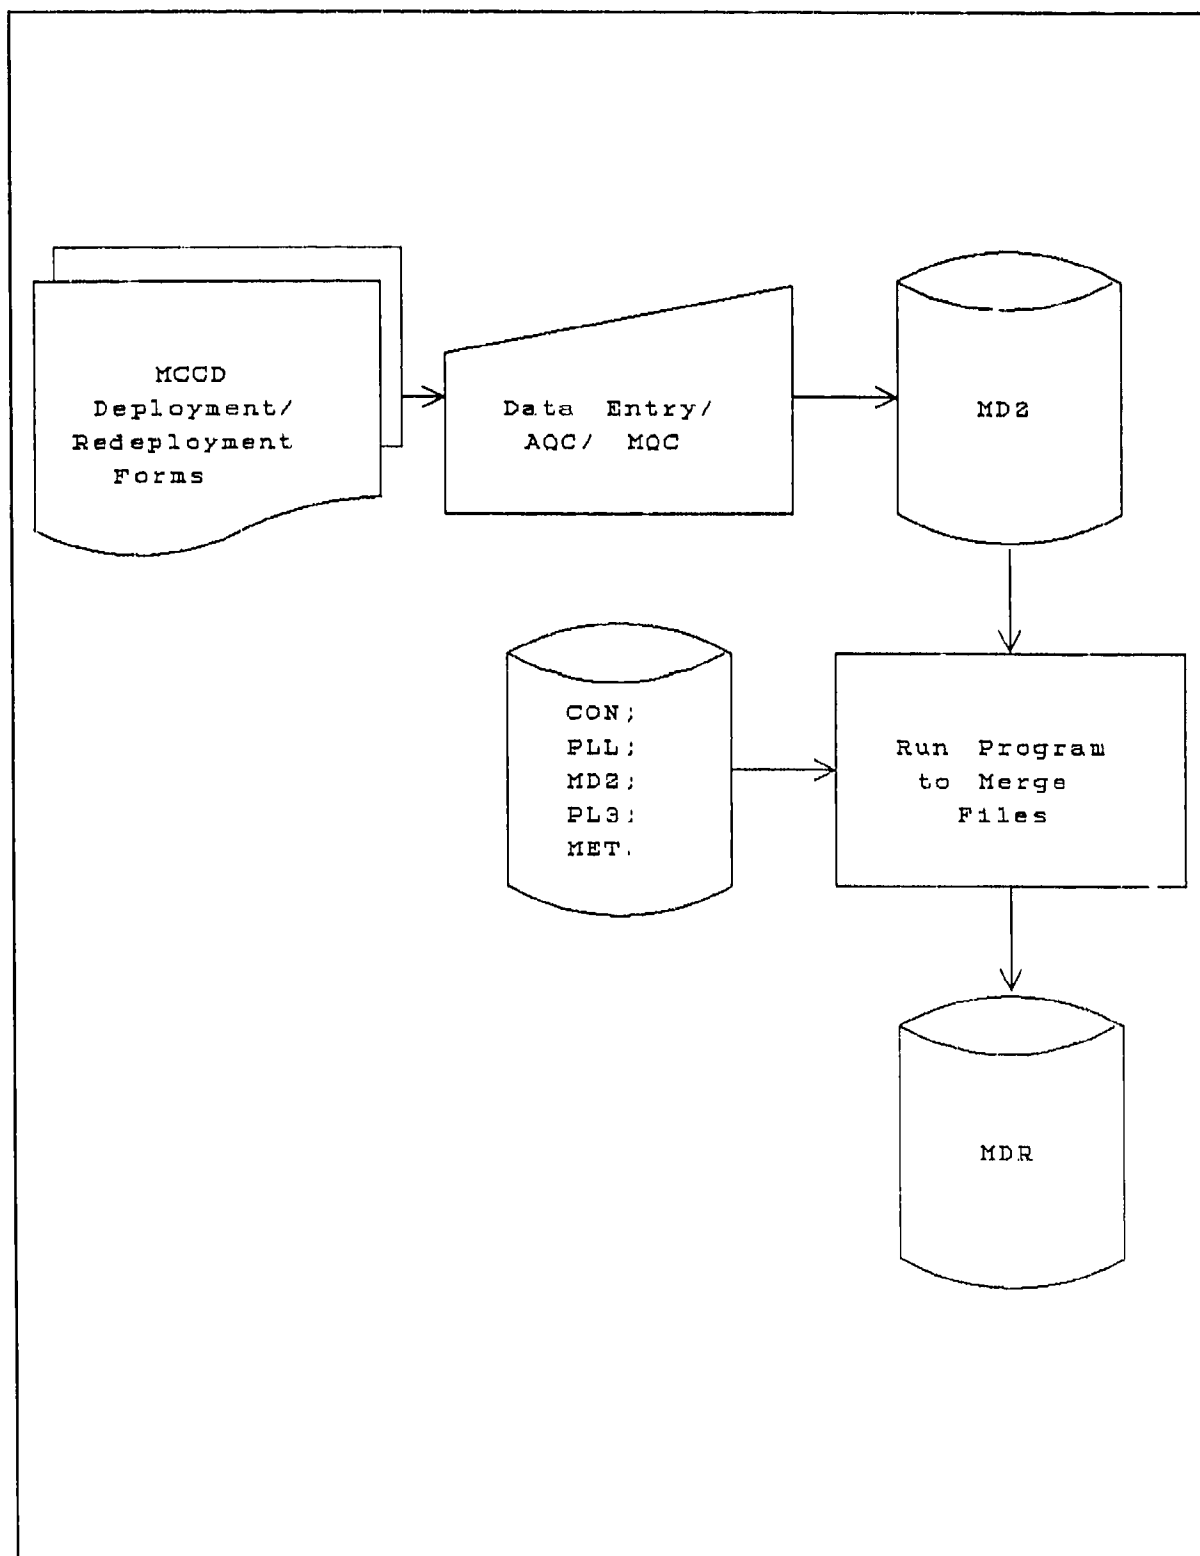 MCCD
Deployment/
Redeployment
Forms
Data Entry/
AQC/ MQC
MD2
CON;
PLL;
MD2;
PL3;
MET.
Run Program
to Merge
Files
MDR